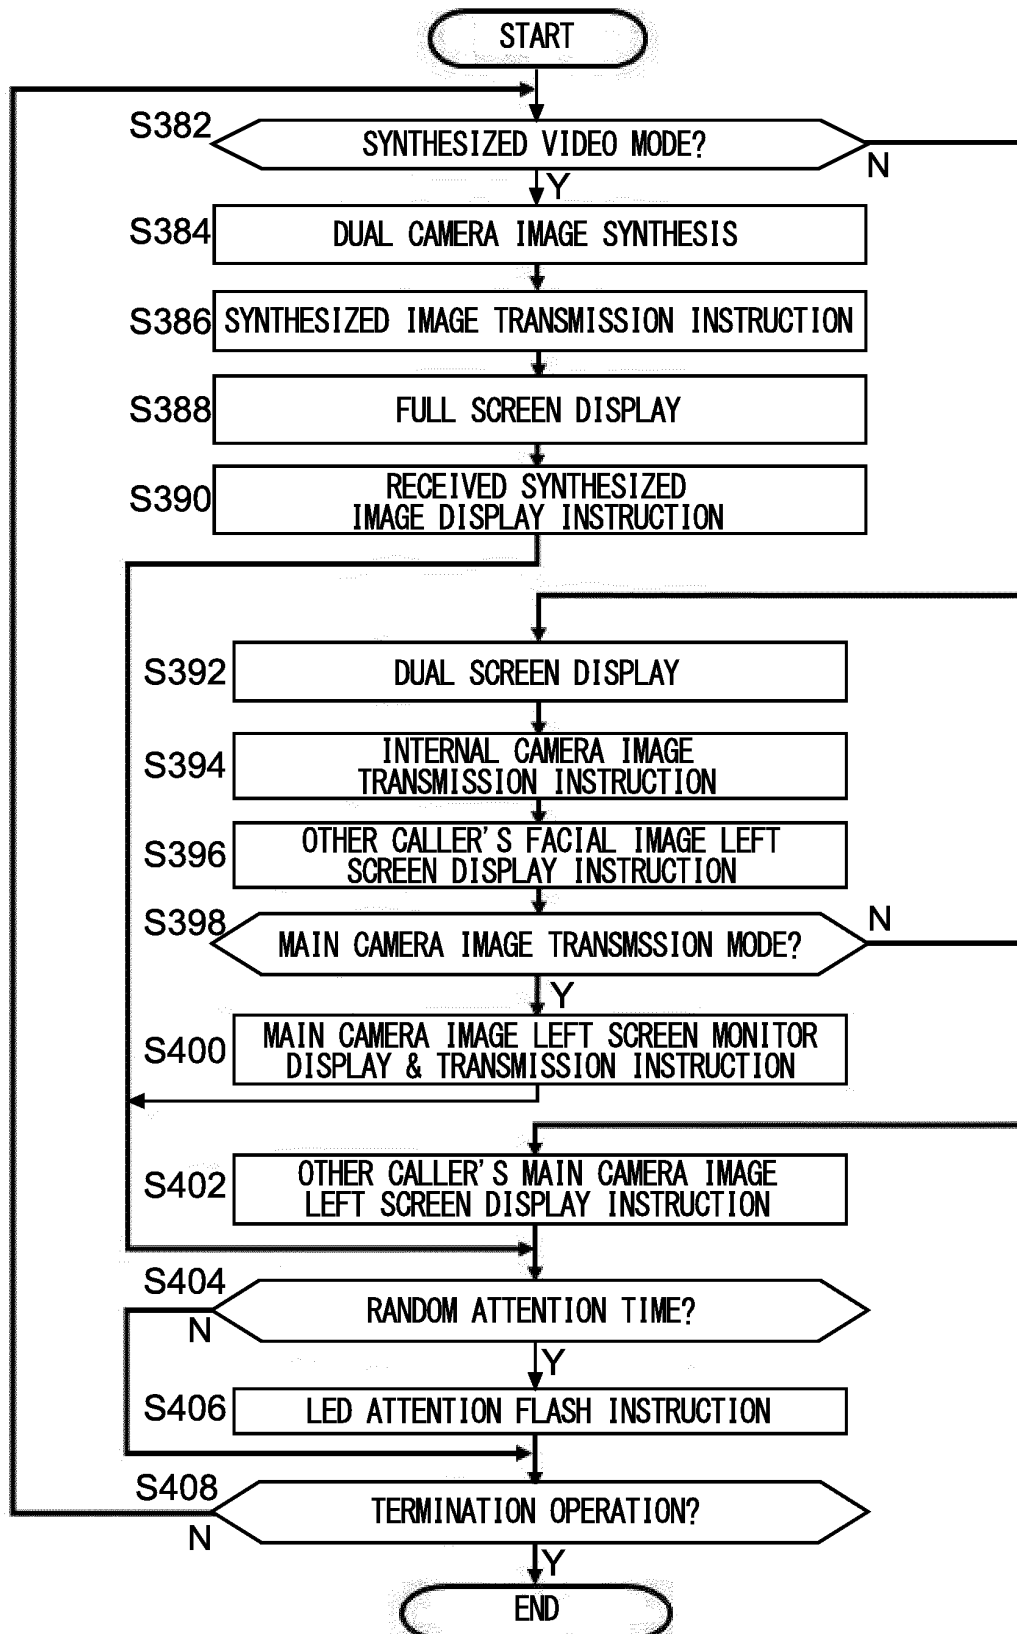 START
S382
SYNTHESIZED VIDEO MODE?
N
Y
S384
DUAL CAMERA IMAGE SYNTHESIS
S386
SYNTHESIZED IMAGE TRANSMISSION INSTRUCTION
S388
FULL SCREEN DISPLAY
S390
RECEIVED SYNTHESIZED
IMAGE DISPLAY INSTRUCTION
S392
DUAL SCREEN DISPLAY
S394
INTERNAL CAMERA IMAGE
TRANSMISSION INSTRUCTION
S396
OTHER CALLER'S FACIAL IMAGE LEFT
SCREEN DISPLAY INSTRUCTION
S398
MAIN CAMERA IMAGE TRANSMSSION MODE?
N
Y
S400
MAIN CAMERA IMAGE LEFT SCREEN MONITOR
DISPLAY & TRANSMISSION INSTRUCTION
S402
OTHER CALLER'S MAIN CAMERA IMAGE
LEFT SCREEN DISPLAY INSTRUCTION
S404
RANDOM ATTENTION TIME?
N
Y
S406
LED ATTENTION FLASH INSTRUCTION
S408
TERMINATION OPERATION?
N
Y
END